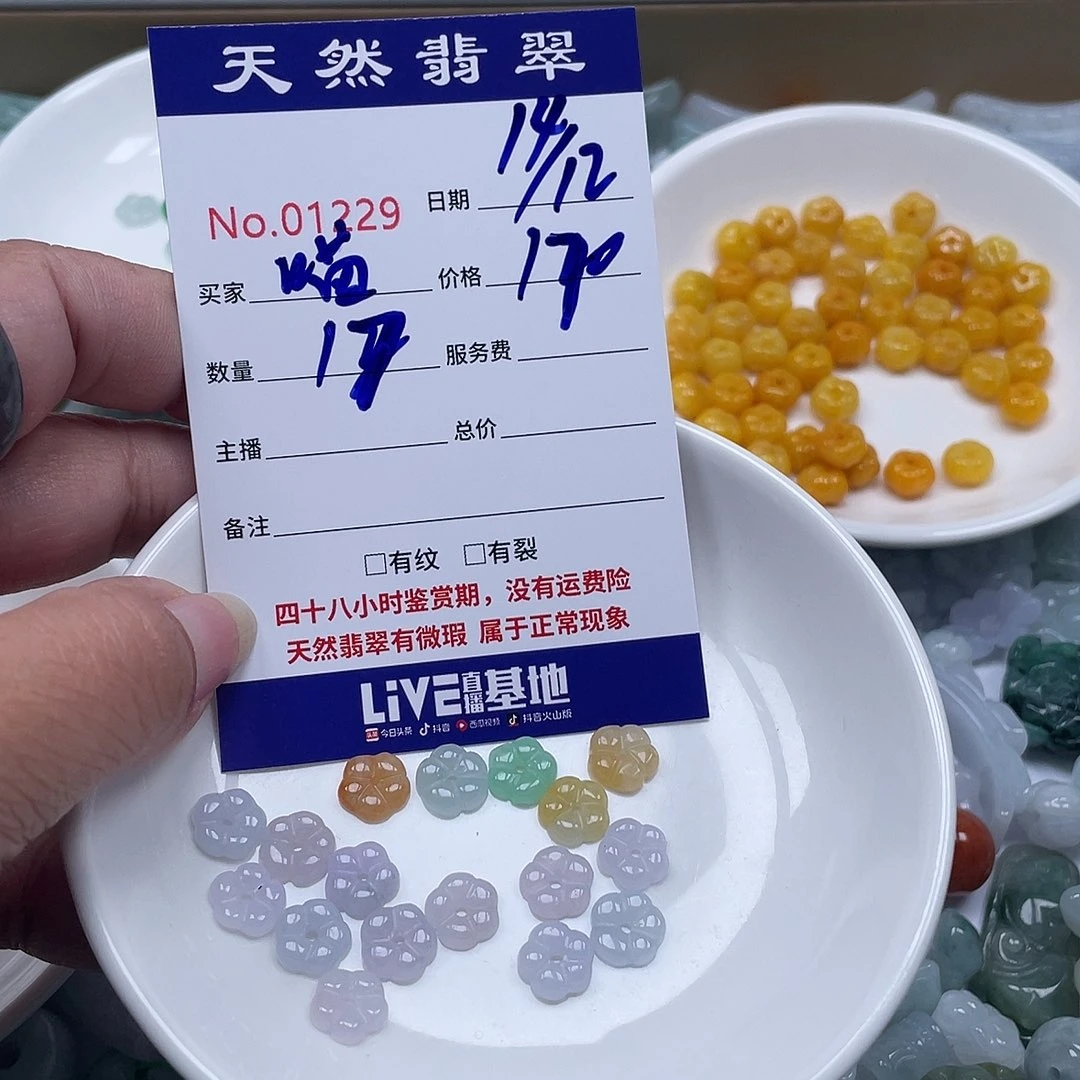 天然翡翠
No.01229 日期 14/12
买家 喵 价格 170
数量 17 服务费
主播 总价
备注
□有纹 □有裂
四十八小时鉴赏期，没有运费险
天然翡翠有微瑕 属于正常现象
LiVE直播基地
头条 今日头条 抖音 西瓜视频 抖音火山版